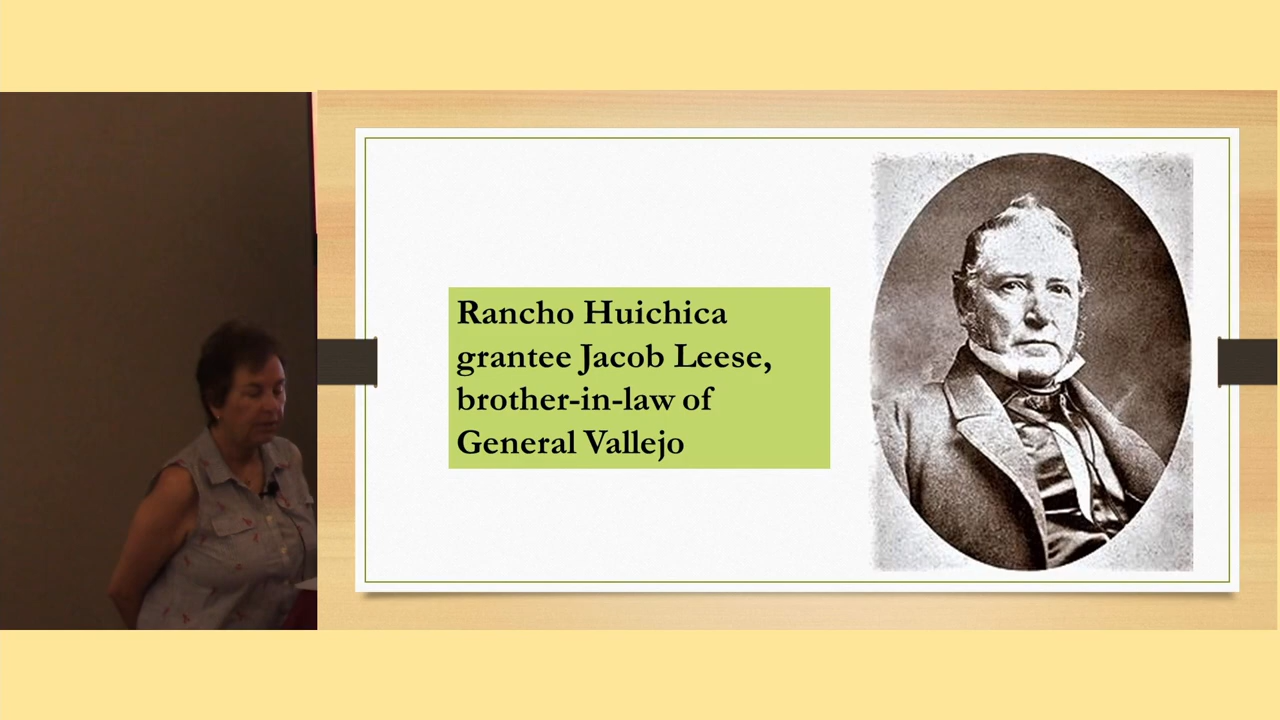 Rancho Huichica
grantee Jacob Leese,
brother-in-law of
General Vallejo